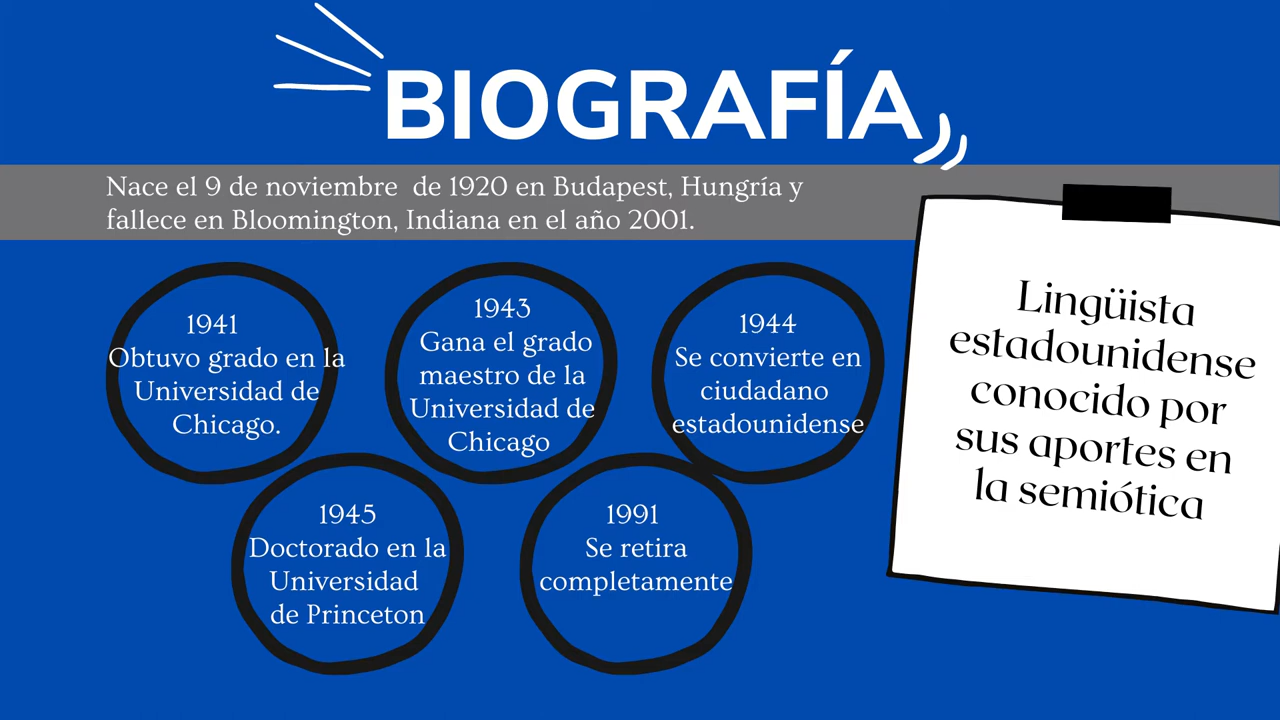 BIOGRAFÍA
Nace el 9 de noviembre  de 1920 en Budapest, Hungría y
fallece en Bloomington, Indiana en el año 2001.
1941
Obtuvo grado en la
Universidad de
Chicago.
1943
Gana el grado
maestro de la
Universidad de
Chicago
1944
Se convierte en
ciudadano
estadounidense
1945
Doctorado en la
Universidad
de Princeton
1991
Se retira
completamente
Lingüista
estadounidense
conocido por
sus aportes en
la semiótica